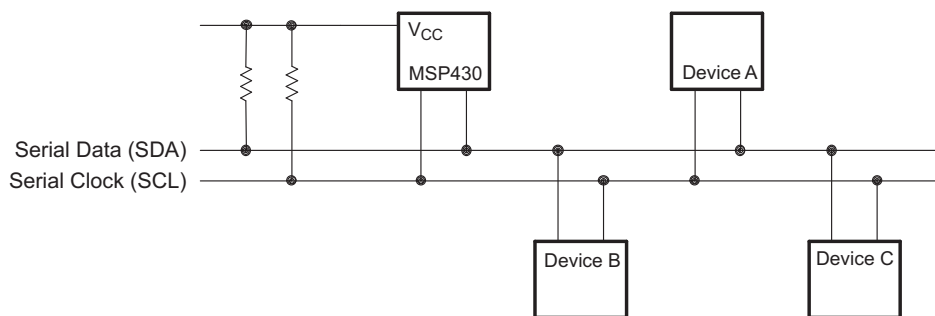 VCC
MSP430
Device A
Serial Data (SDA)
Serial Clock (SCL)
Device B
Device C